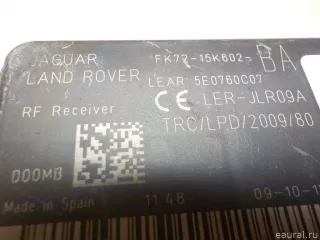 JAGUAR
LAND ROVER
FK72-15K602- BA
LEAR 5E0760C07
CE LER-JLR09A
RF Receiver
TRC/LPD/2009/80
000MB
Made in Spain
11.48
09-10-1
eaural.ru